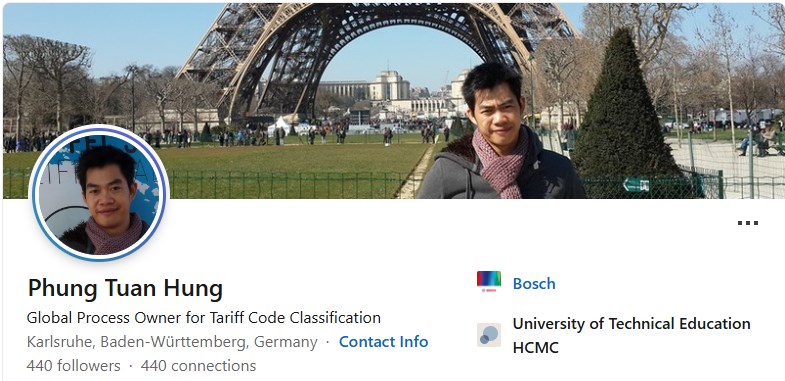 Phung Tuan Hung
Global Process Owner for Tariff Code Classification
Karlsruhe, Baden-Württemberg, Germany · Contact Info
440 followers · 440 connections
Bosch
University of Technical Education
HCMC